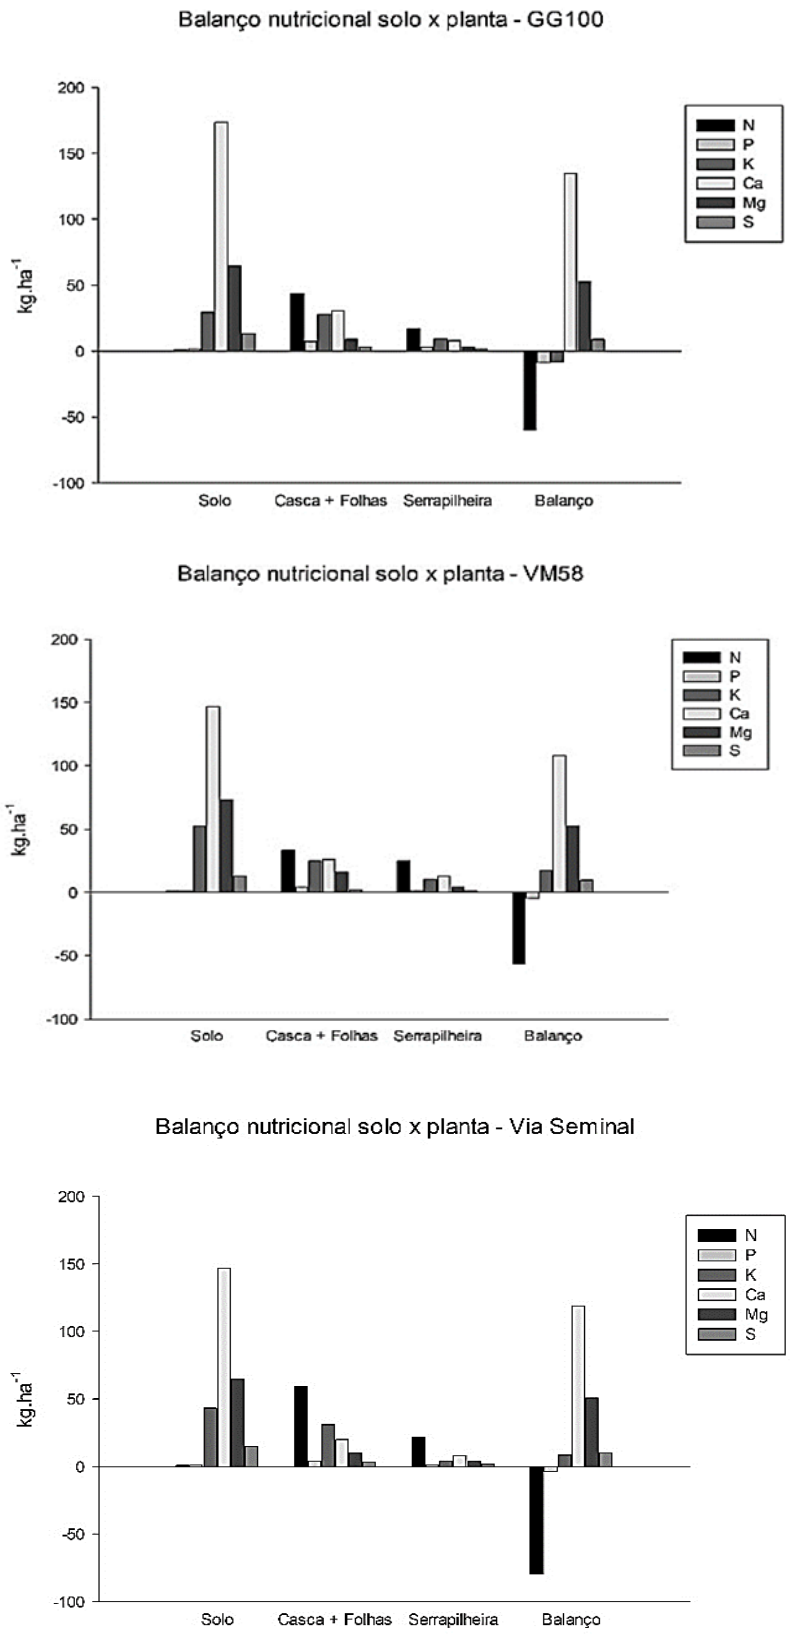 Balanço nutricional solo x planta - GG100
200
150
100
50
0
-50
-100
kg.ha-1
N
P
K
Ca
Mg
S
Solo Casca + Folhas Serrapilheira Balanço
Balanço nutricional solo x planta - VM58
200
150
100
50
0
-50
-100
kg.ha-1
N
P
K
Ca
Mg
S
Solo Casca + Folhas Serrapilheira Balanço
Balanço nutricional solo x planta - Via Seminal
200
150
100
50
0
-50
-100
kg.ha-1
N
P
K
Ca
Mg
S
Solo Casca + Folhas Serrapilheira Balanço